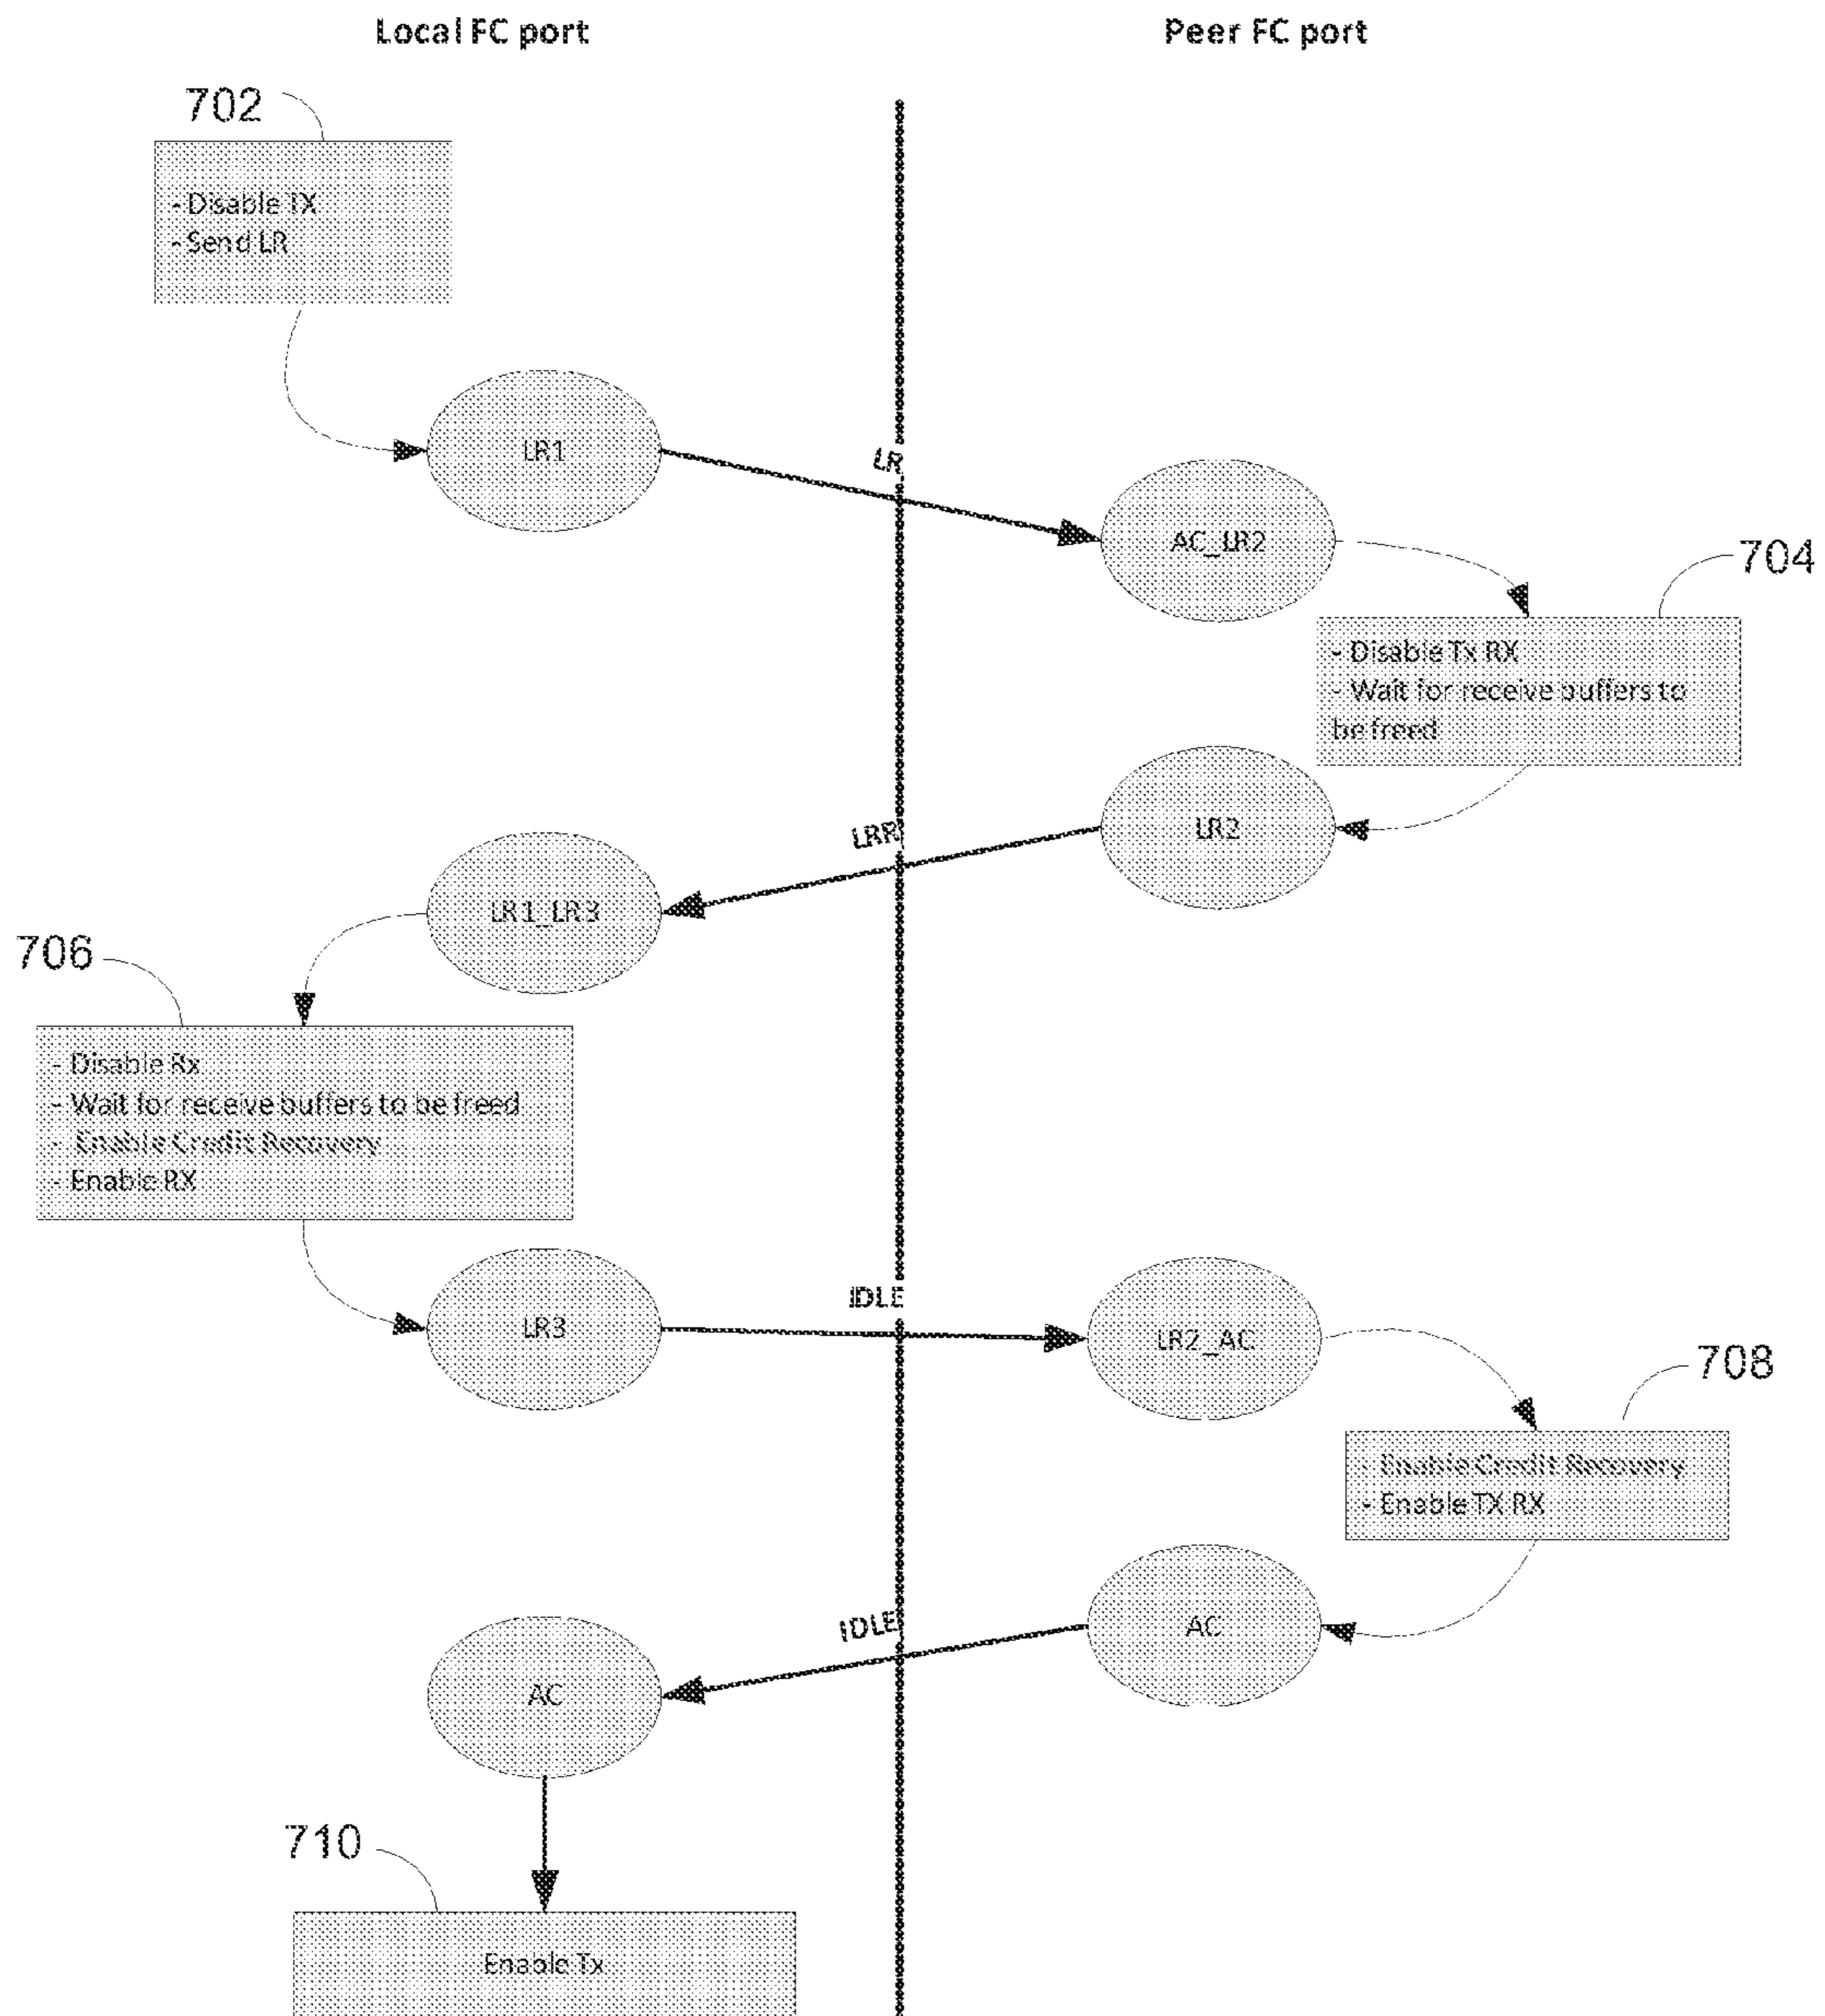 Local FC port
Peer FC port
702
- Disable TX
- Send LR
LR1
LR
AC_LR2
704
- Disable Tx RX
- Wait for receive buffers to
be freed
LR2
LRR
LR1_LR3
706
- Disable Rx
- Wait for receive buffers to be freed
- Enable Credit Recovery
- Enable RX
LR3
IDLE
LR2_AC
708
- Enable Credit Recovery
- Enable TX RX
AC
IDLE
AC
710
Enable Tx